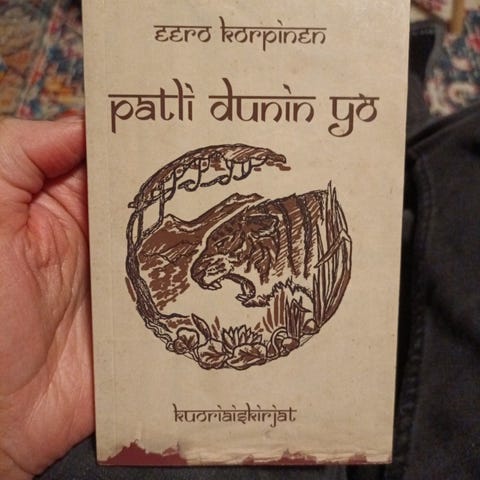 eero korpinen
patli dunin yö
kuoriaiskirjat